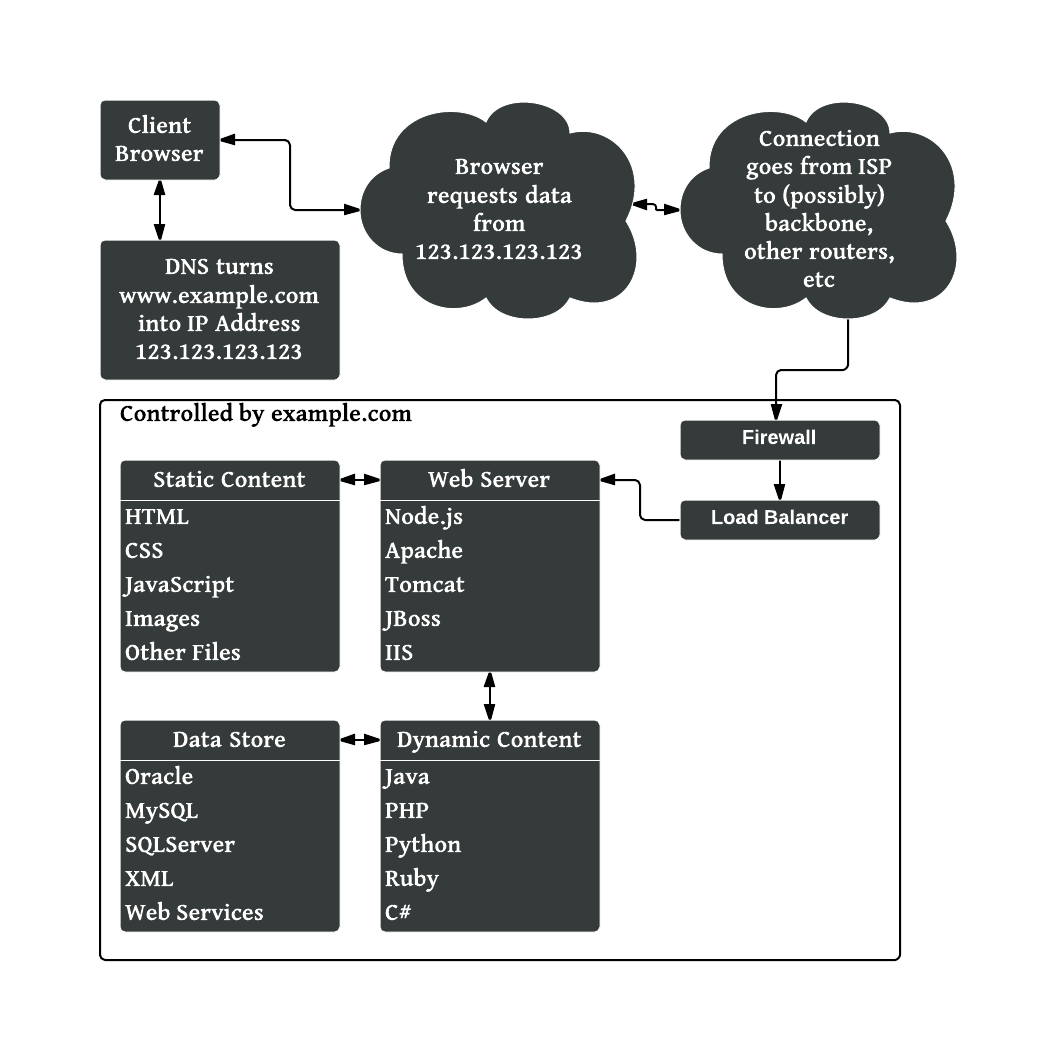 Client
Browser
DNS turns
www.example.com
into IP Address
123.123.123.123
Browser
requests data
from
123.123.123.123
Connection
goes from ISP
to (possibly)
backbone,
other routers,
etc
Controlled by example.com
Firewall
Load Balancer
Web Server
Node.js
Apache
Tomcat
JBoss
IIS
Static Content
HTML
CSS
JavaScript
Images
Other Files
Dynamic Content
Java
PHP
Python
Ruby
C#
Data Store
Oracle
MySQL
SQLServer
XML
Web Services